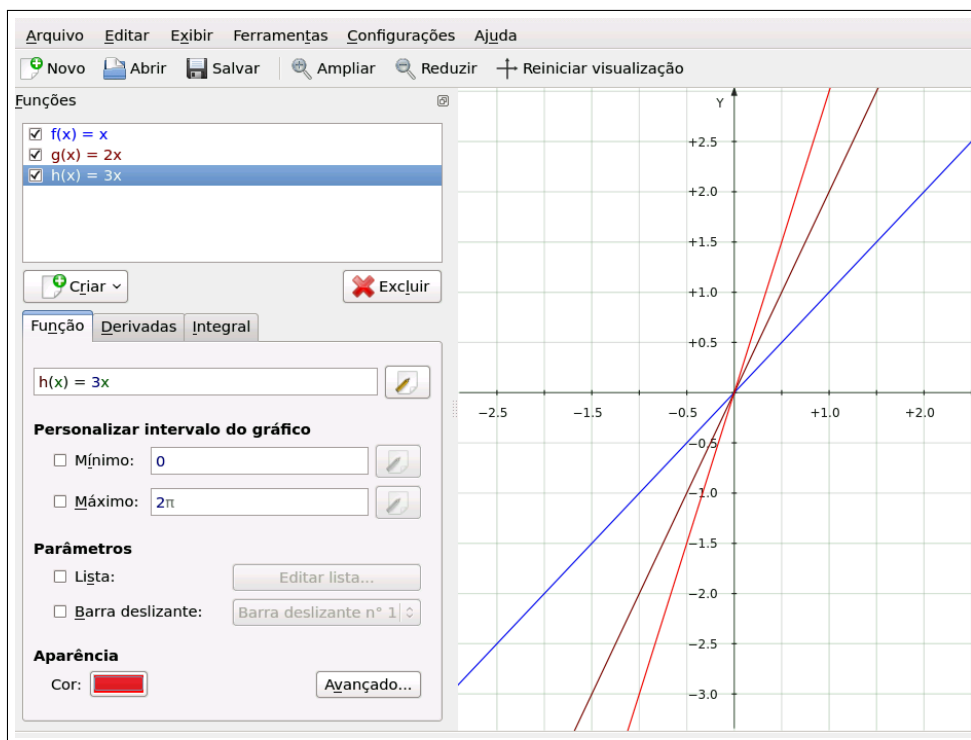 Arquivo Editar Exibir Ferramentas Configurações Ajuda
Novo Abrir Salvar Ampliar Reduzir Reiniciar visualização
Funções
f(x) = x
g(x) = 2x
h(x) = 3x
Criar Excluir
Função Derivadas Integral
h(x) = 3x
Personalizar intervalo do gráfico
Mínimo: 0
Máximo: 2π
Parâmetros
Lista: Editar lista...
Barra deslizante: Barra deslizante n° 1
Aparência
Cor: Avançado...
Y
+2.5
+2.0
+1.5
+1.0
+0.5
−2.5 −1.5 −0.5 +1.0 +2.0
−0.5
−1.0
−1.5
−2.0
−2.5
−3.0